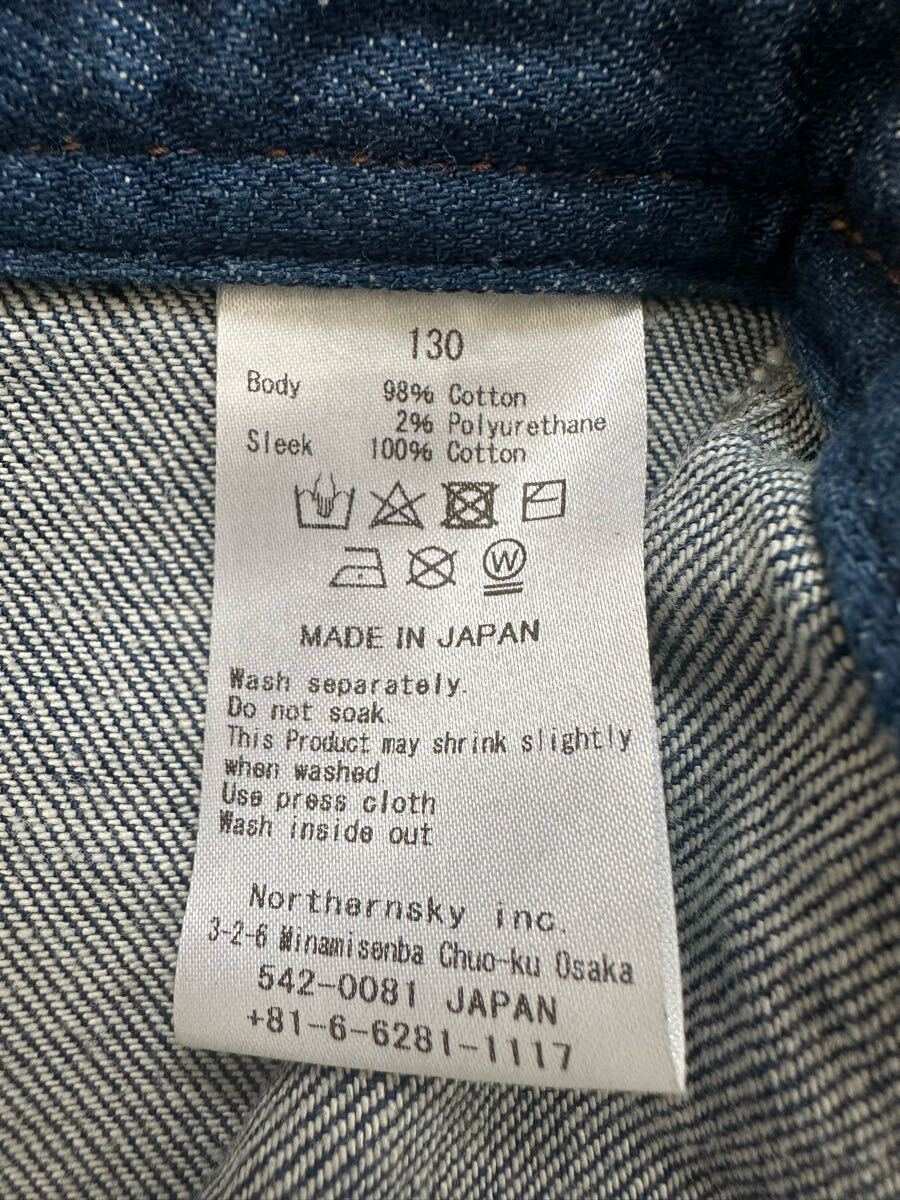 130
Body 98% Cotton
2% Polyurethane
Sleek 100% Cotton
W
MADE IN JAPAN
Wash separately.
Do not soak.
This Product may shrink slightly
when washed.
Use press cloth
Wash inside out
Northernsky inc.
3-2-6 Minamisenba Chuo-ku Osaka
542-0081 JAPAN
+81-6-6281-1117